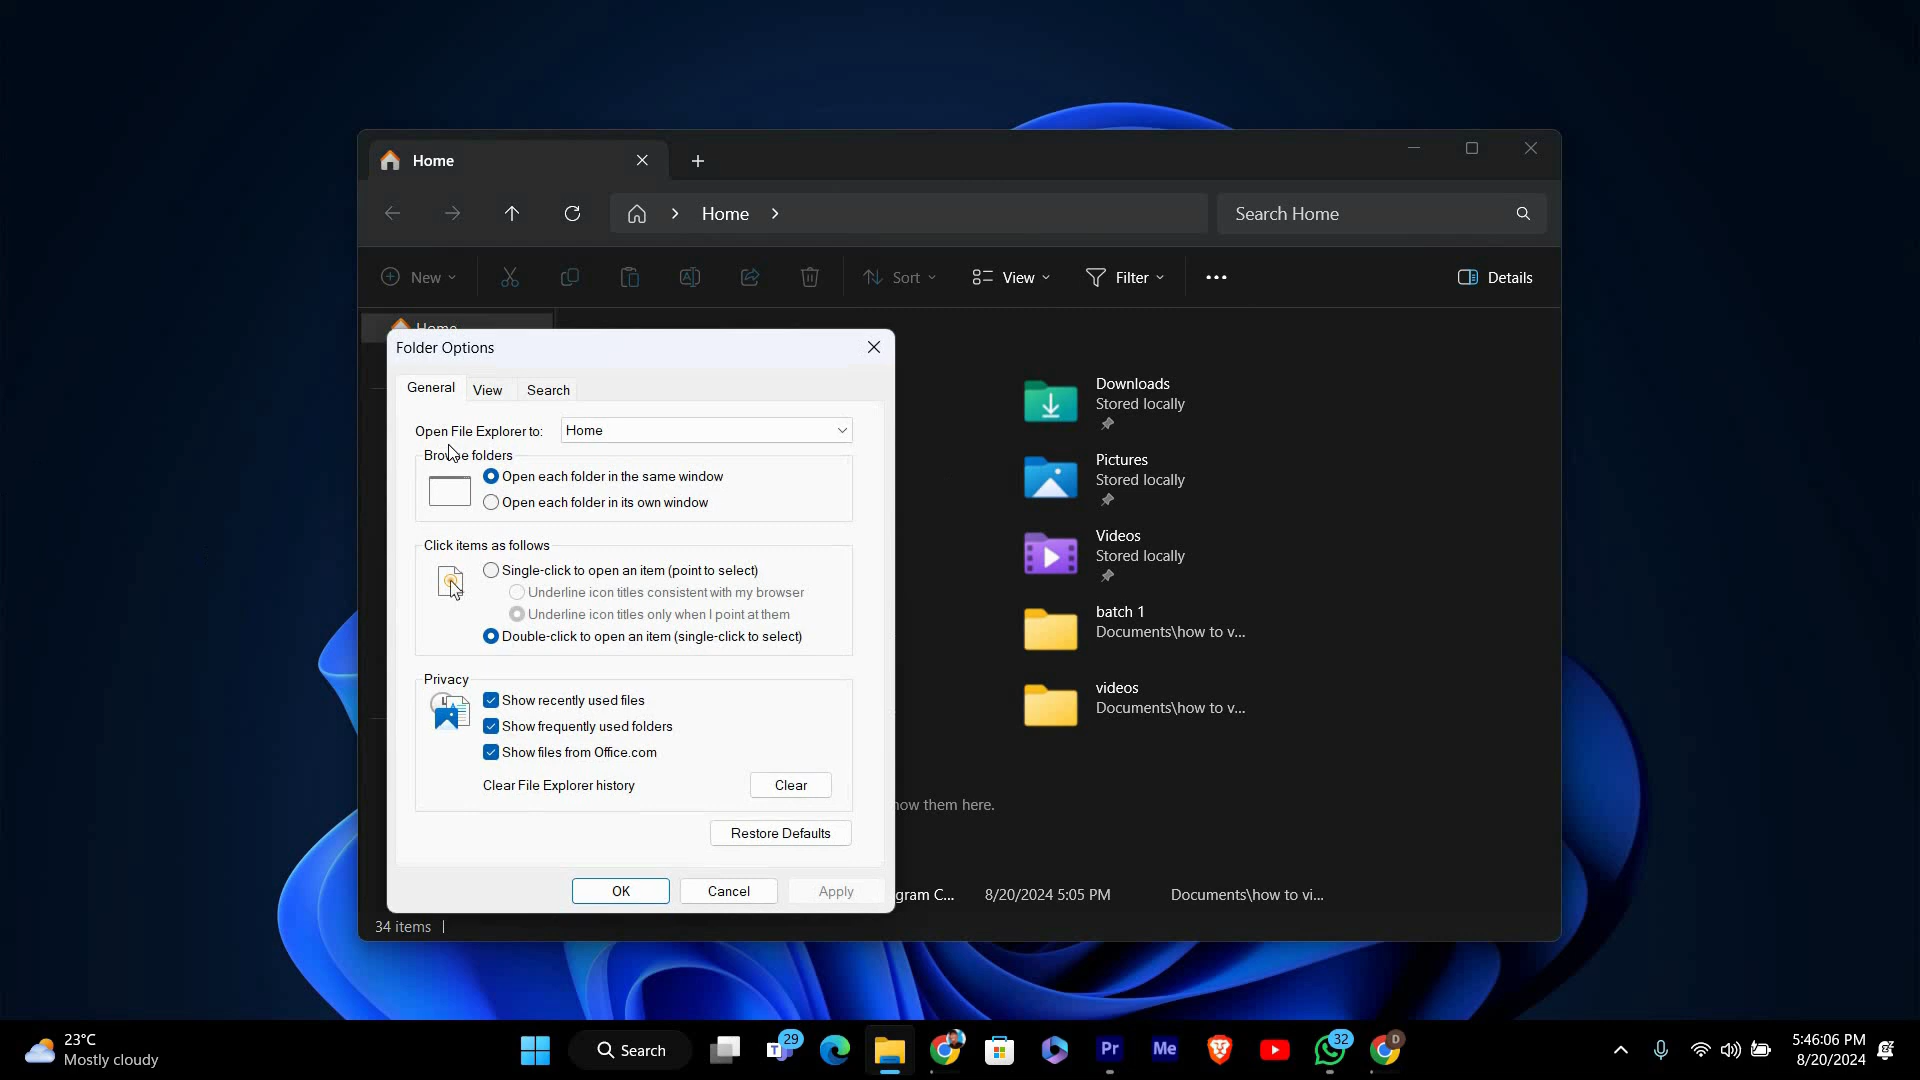 Home
Home
Search Home
New
Sort
View
Filter
Details
Home
Folder Options
General
View
Search
Open File Explorer to:
Home
Browse folders
Open each folder in the same window
Open each folder in its own window
Click items as follows
Single-click to open an item (point to select)
Underline icon titles consistent with my browser
Underline icon titles only when I point at them
Double-click to open an item (single-click to select)
Privacy
Show recently used files
Show frequently used folders
Show files from Office.com
Clear File Explorer history
Clear
Restore Defaults
OK
Cancel
Apply
Downloads
Stored locally
Pictures
Stored locally
Videos
Stored locally
batch 1
Documents\how to v...
videos
Documents\how to v...
how them here.
gram C...
8/20/2024 5:05 PM
Documents\how to vi...
34 items
23°C
Mostly cloudy
Search
T
29
Pr
Me
32
D
5:46:06 PM
8/20/2024